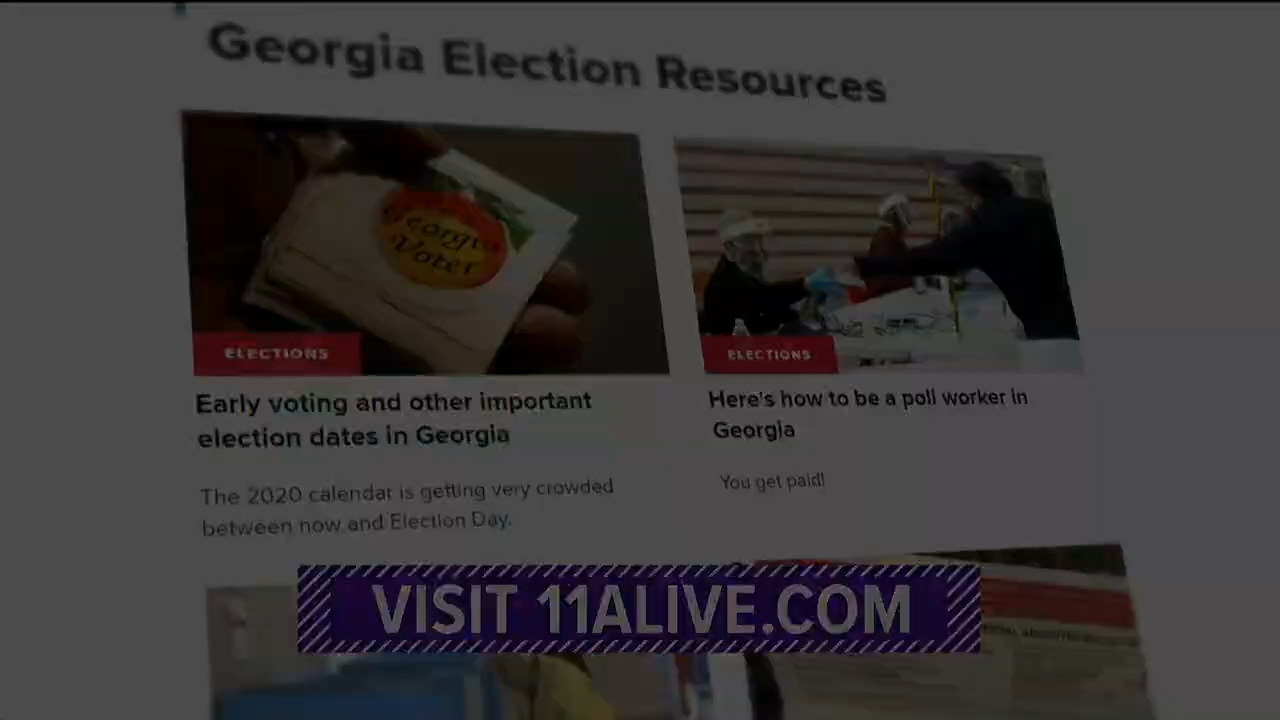 Georgia Election Resources
Georgia
Voter
ELECTIONS
ELECTIONS
Early voting and other important
election dates in Georgia
Here's how to be a poll worker in
Georgia
The 2020 calendar is getting very crowded
between now and Election Day.
You get paid!
VISIT 11ALIVE.COM